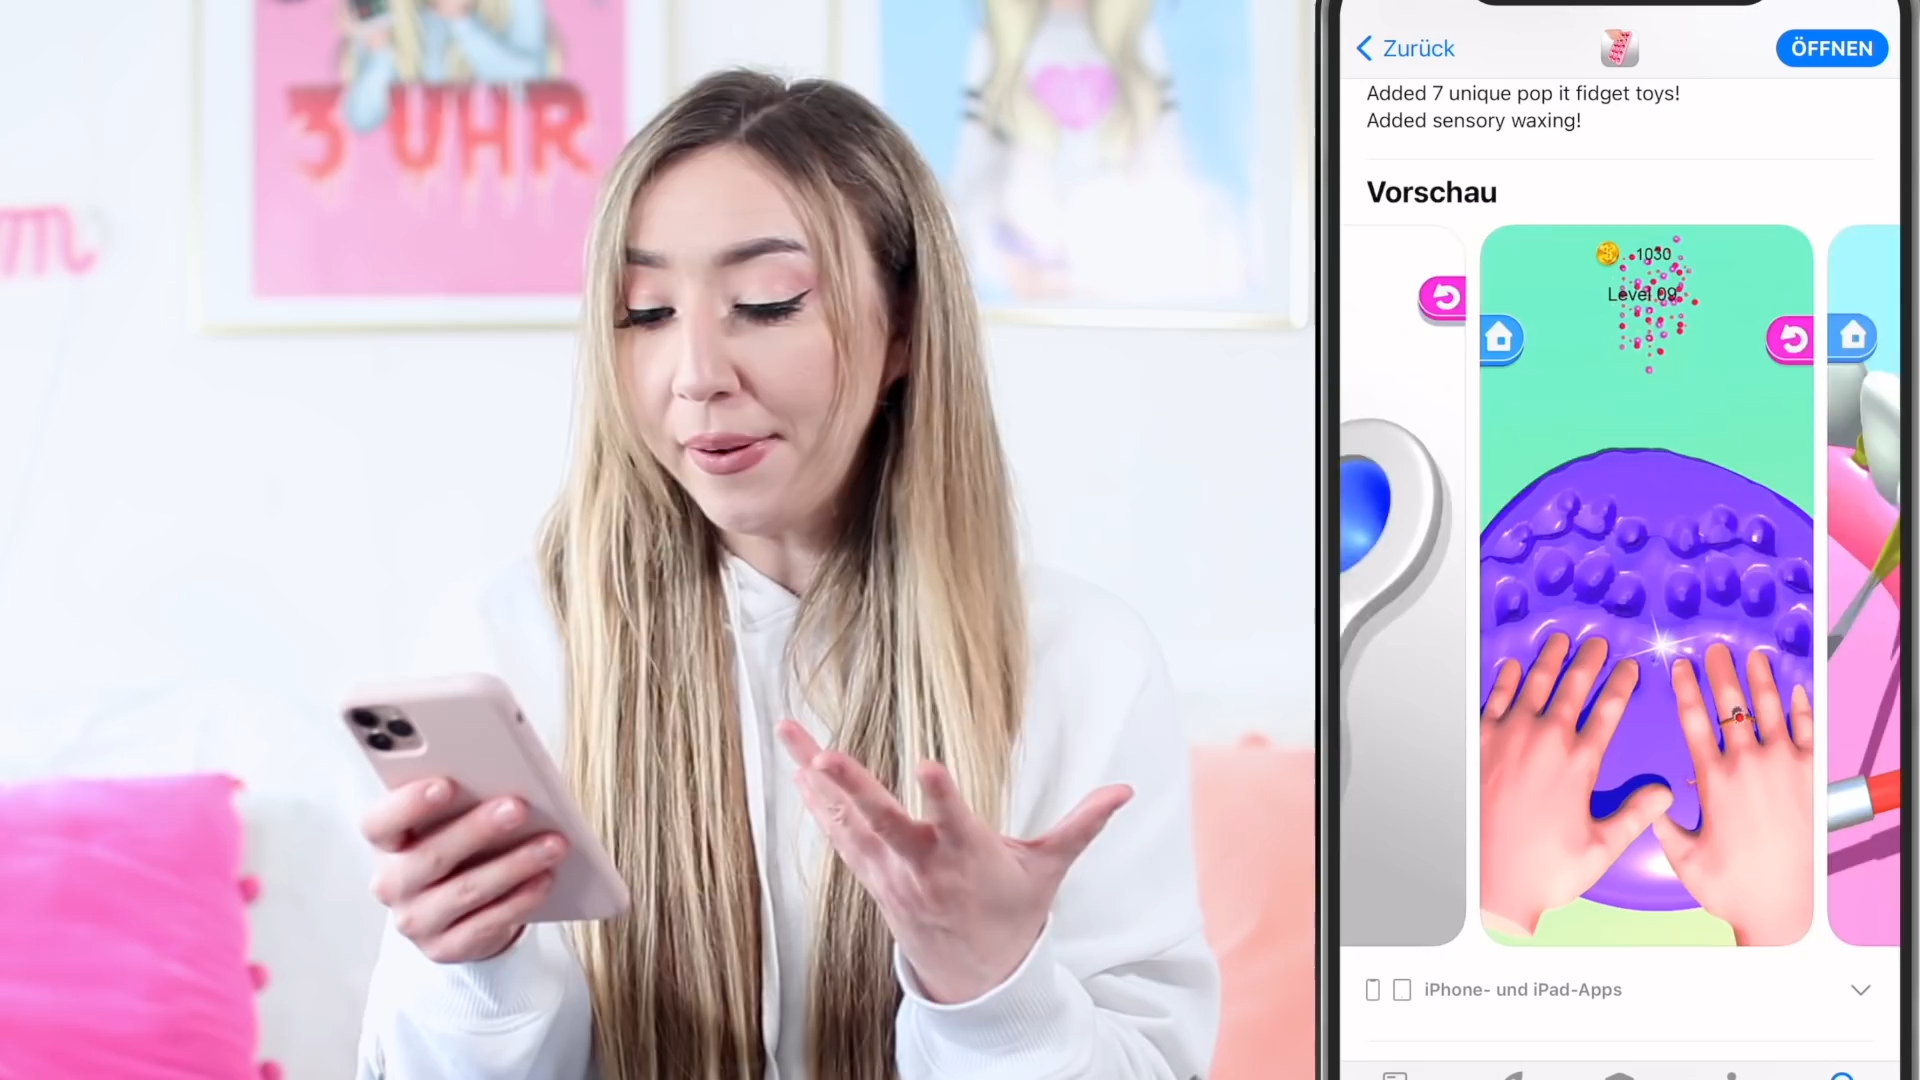 3 UHR
m
Zurück
ÖFFNEN
Added 7 unique pop it fidget toys!
Added sensory waxing!
Vorschau
1030
Level 09
iPhone- und iPad-Apps